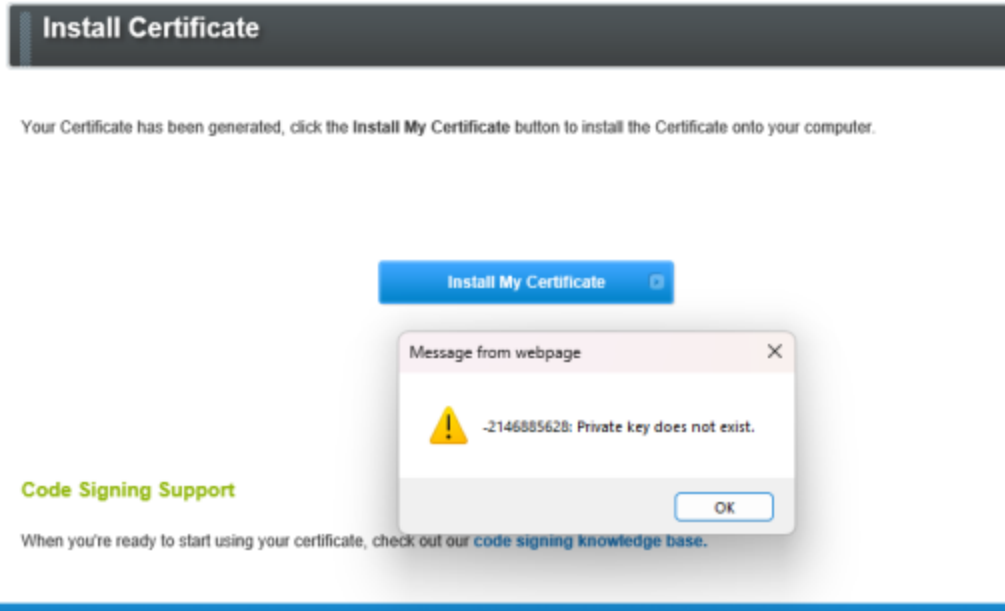 Install Certificate
Your Certificate has been generated, click the Install My Certificate button to install the Certificate onto your computer.
Install My Certificate
Message from webpage
-2146885628: Private key does not exist.
OK
Code Signing Support
When you're ready to start using your certificate, check out our code signing knowledge base.